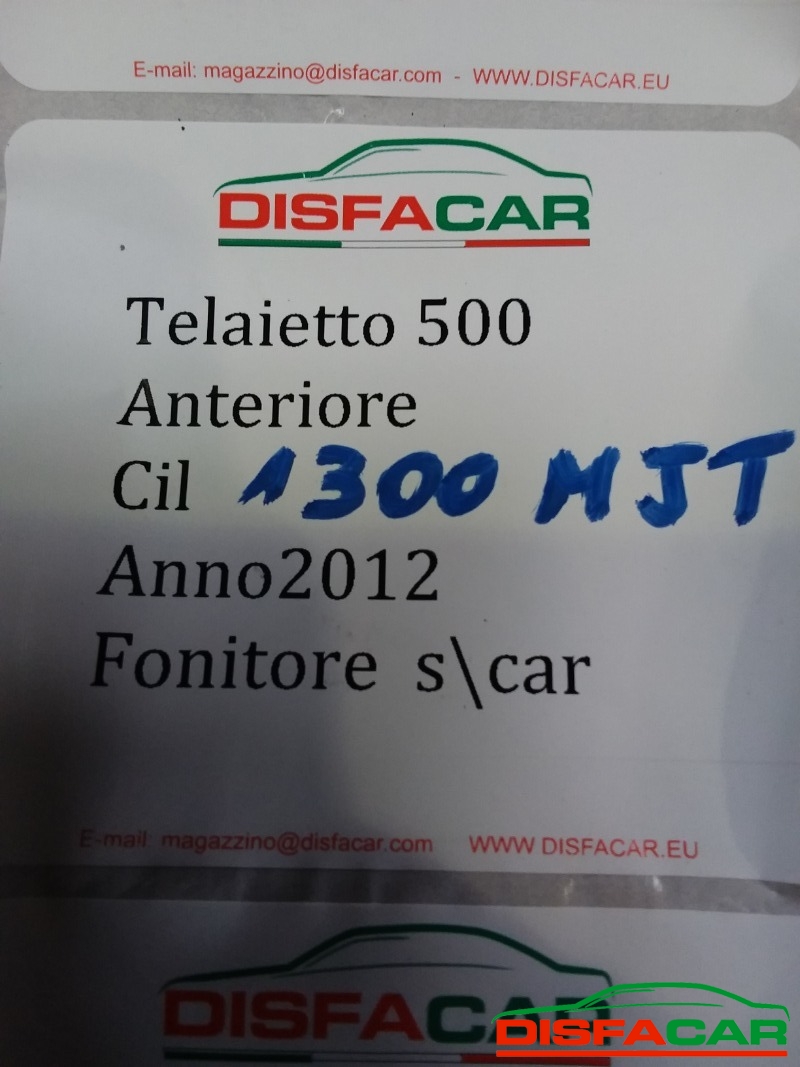 E-mail: magazzino@disfacar.com - WWW.DISFACAR.EU
DISFACAR
Telaietto 500
Anteriore
Cil 1300 MJT
Anno2012
Fonitore s\car
E-mail: magazzino@disfacar.com WWW DISFACAR.EU
DISFACAR
DISFACAR